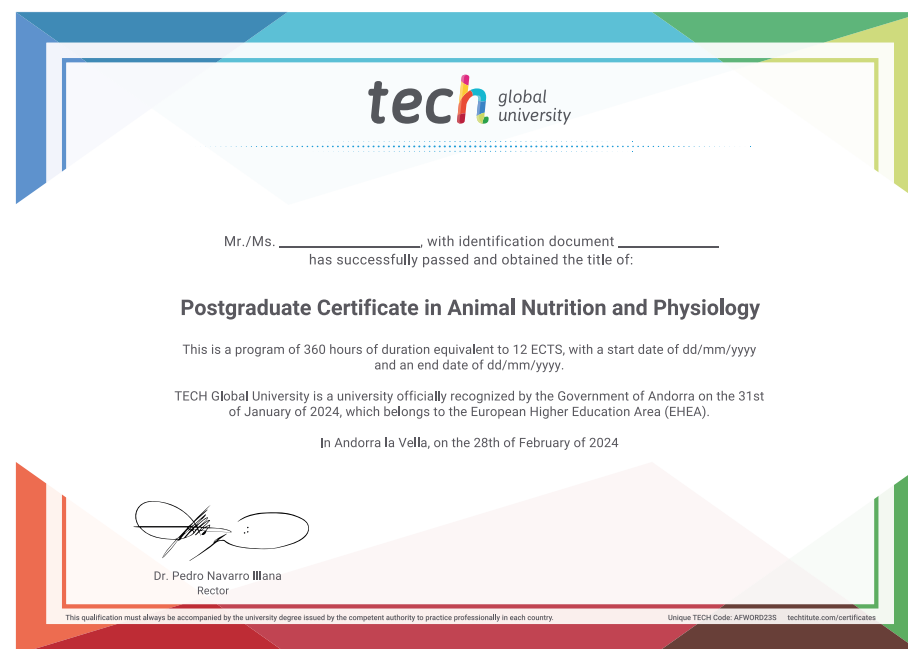 tech global
university
Mr./Ms. ____________________, with identification document ______________
has successfully passed and obtained the title of:
Postgraduate Certificate in Animal Nutrition and Physiology
This is a program of 360 hours of duration equivalent to 12 ECTS, with a start date of dd/mm/yyyy
and an end date of dd/mm/yyyy.
TECH Global University is a university officially recognized by the Government of Andorra on the 31st
of January of 2024, which belongs to the European Higher Education Area (EHEA).
In Andorra la Vella, on the 28th of February of 2024
Dr. Pedro Navarro Illana
Rector
This qualification must always be accompanied by the university degree issued by the competent authority to practice professionally in each country.
Unique TECH Code: AFWORD23S techtitute.com/certificates